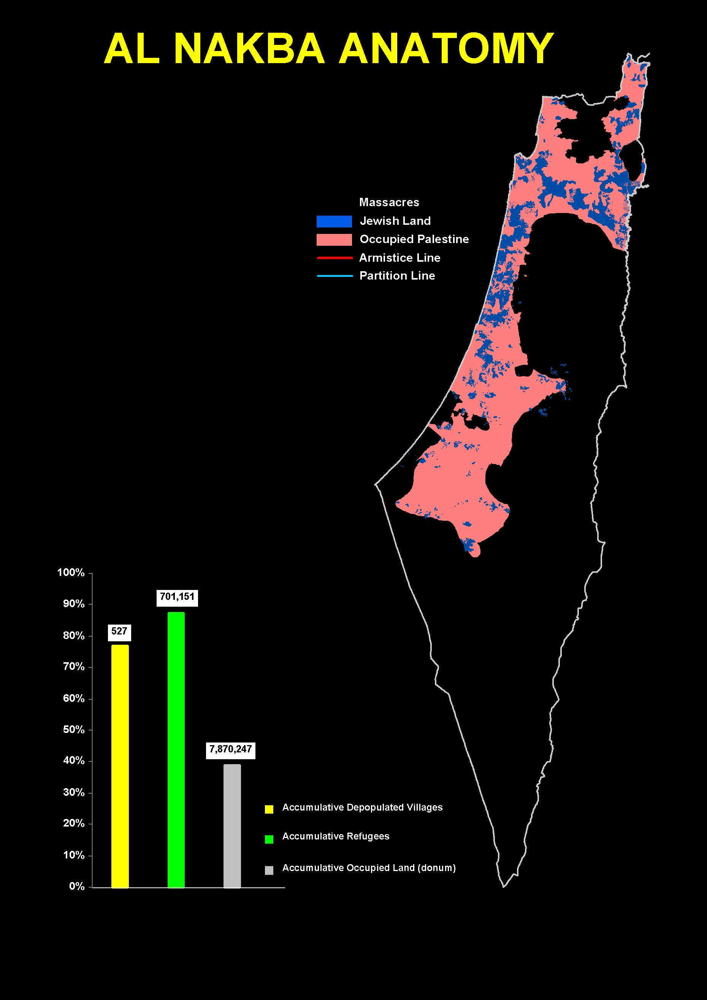 AL NAKBA ANATOMY
Massacres
Jewish Land
Occupied Palestine
Armistice Line
Partition Line
100%
90%
80%
70%
60%
50%
40%
30%
20%
10%
0%
527
701,151
7,870,247
Accumulative Depopulated Villages
Accumulative Refugees
Accumulative Occupied Land (donum)